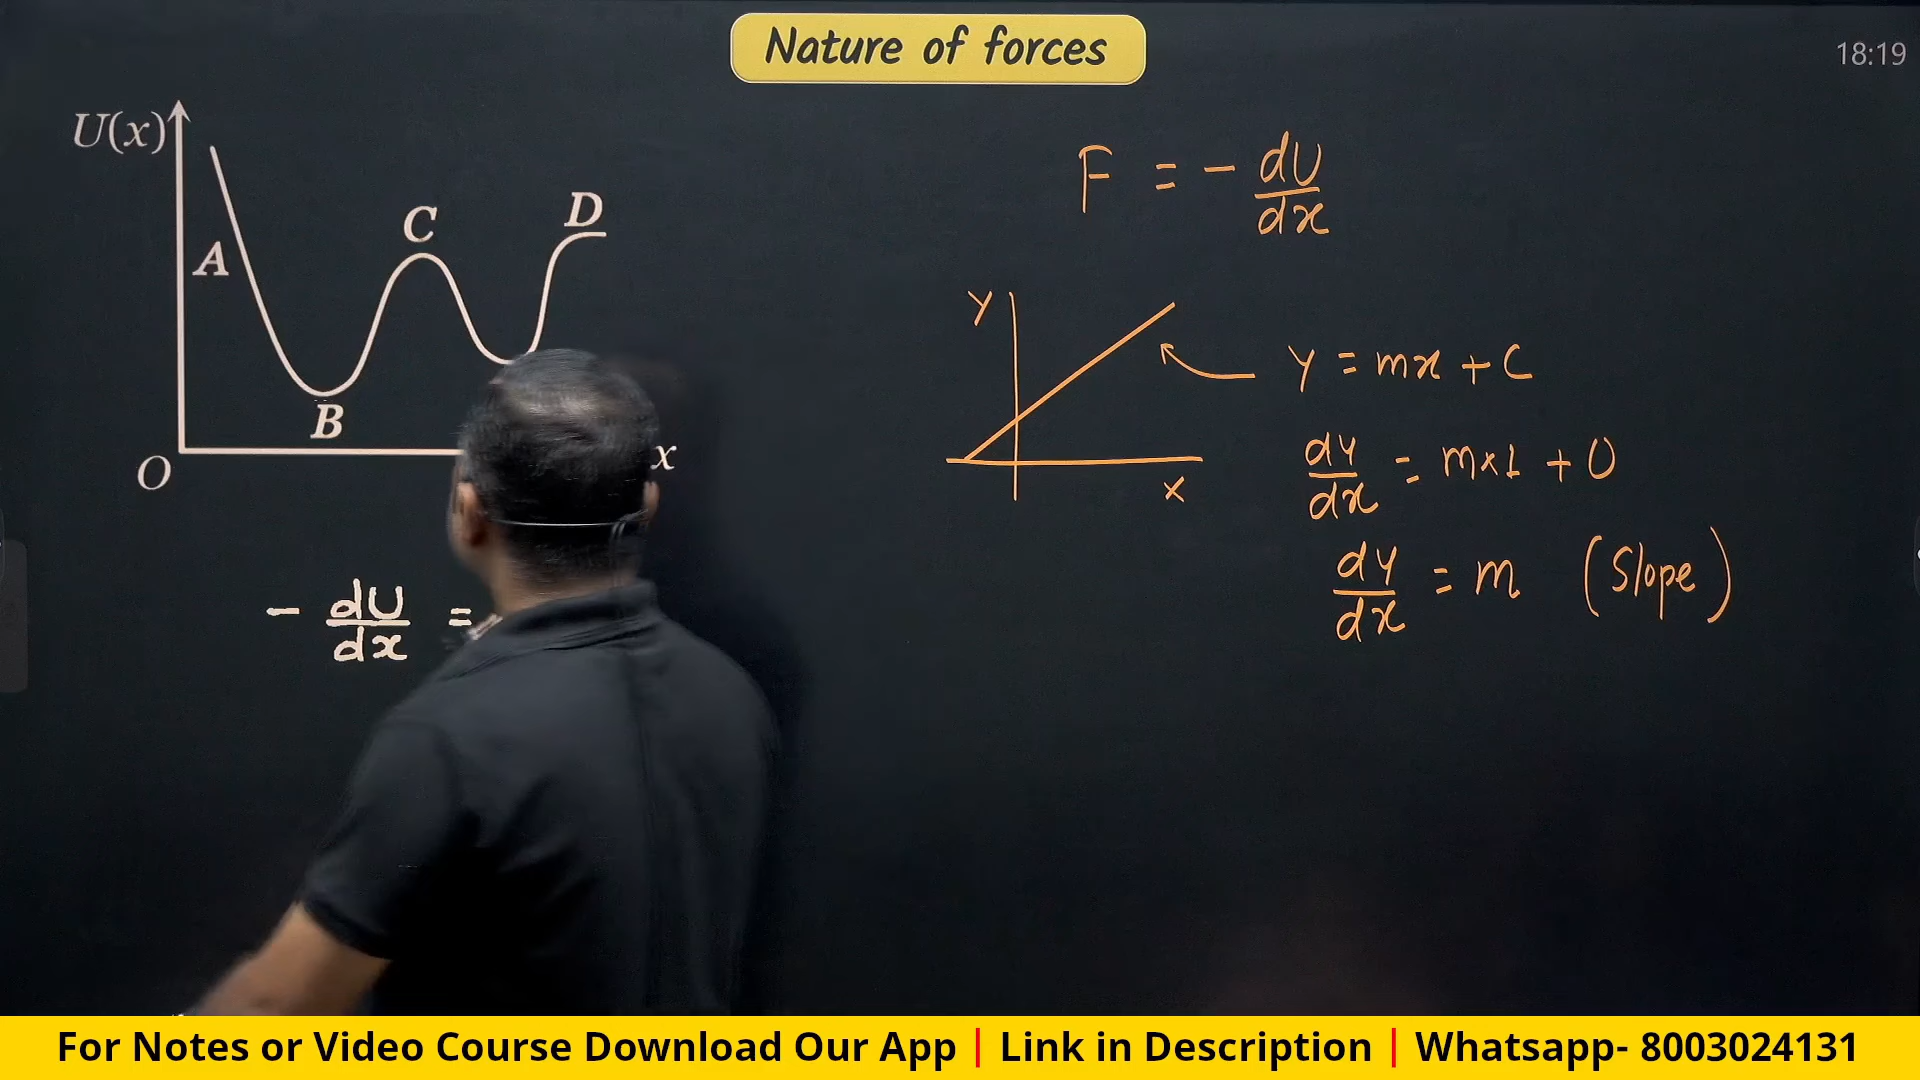 Nature of forces
18:19
U(x)
A
B
C
D
O
x
- dU/dx =
F = - dU/dx
y
x
y = mx + C
dy/dx = m×1 + 0
dy/dx = m (Slope)
For Notes or Video Course Download Our App | Link in Description | Whatsapp- 8003024131